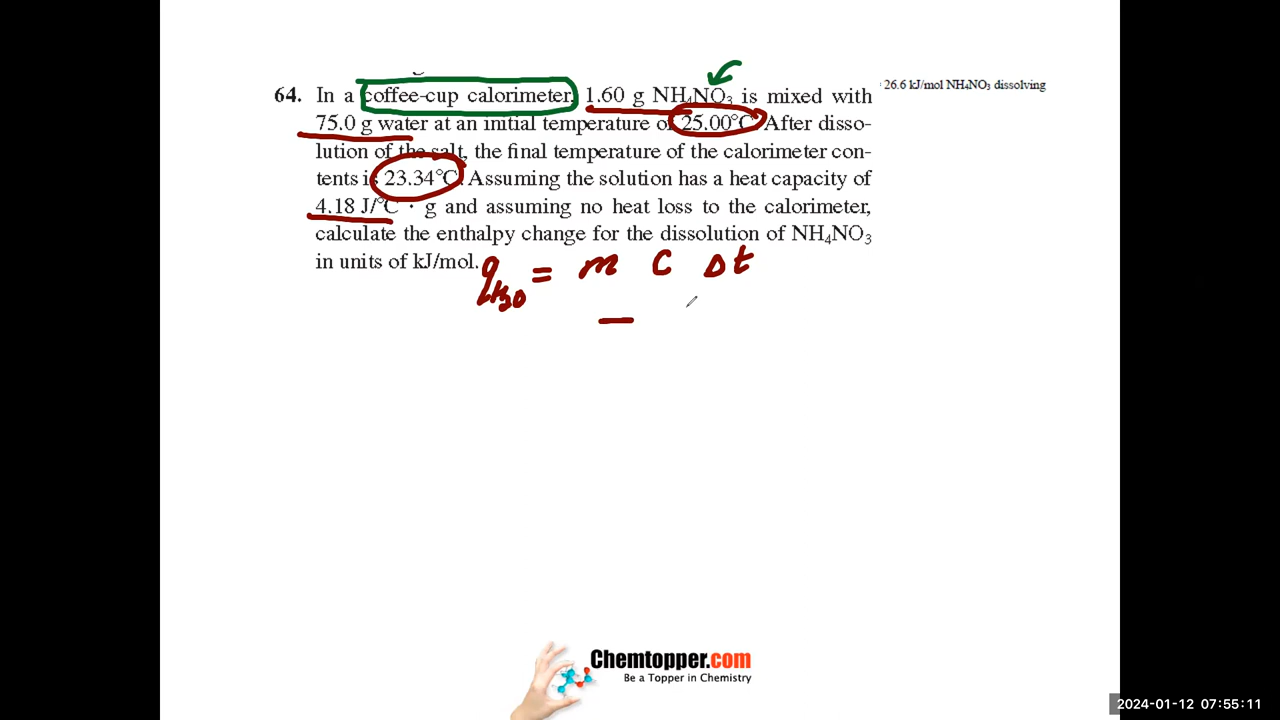 64. In a coffee-cup calorimeter, 1.60 g NH₄NO₃ is mixed with
75.0 g water at an initial temperature of 25.00°C. After disso-
lution of the salt, the final temperature of the calorimeter con-
tents is 23.34°C. Assuming the solution has a heat capacity of
4.18 J/°C · g and assuming no heat loss to the calorimeter,
calculate the enthalpy change for the dissolution of NH₄NO₃
in units of kJ/mol.
26.6 kJ/mol NH₄NO₃ dissolving
q H₂O = m C Δt
Chemtopper.com
Be a Topper in Chemistry
2024-01-12 07:55:11